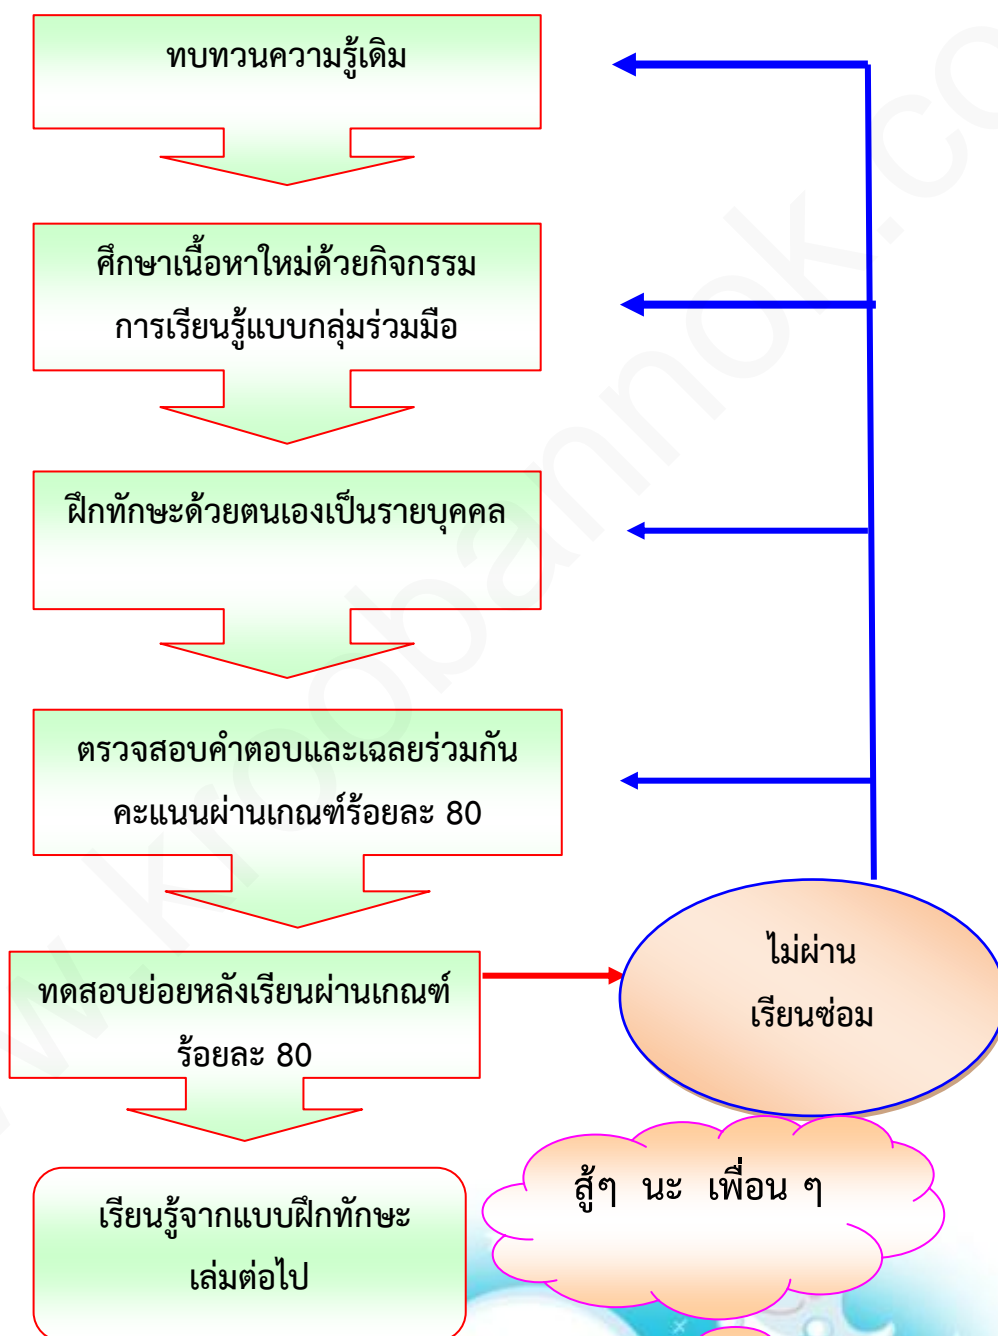 ทบทวนความรู้เดิม
ศึกษาเนื้อหาใหม่ด้วยกิจกรรม
การเรียนรู้แบบกลุ่มร่วมมือ
ฝึกทักษะด้วยตนเองเป็นรายบุคคล
ตรวจสอบคำตอบและเฉลยร่วมกัน
คะแนนผ่านเกณฑ์ร้อยละ 80
ทดสอบย่อยหลังเรียนผ่านเกณฑ์
ร้อยละ 80
ไม่ผ่าน
เรียนซ่อม
เรียนรู้จากแบบฝึกทักษะ
เล่มต่อไป
สู้ๆ นะ เพื่อน ๆ